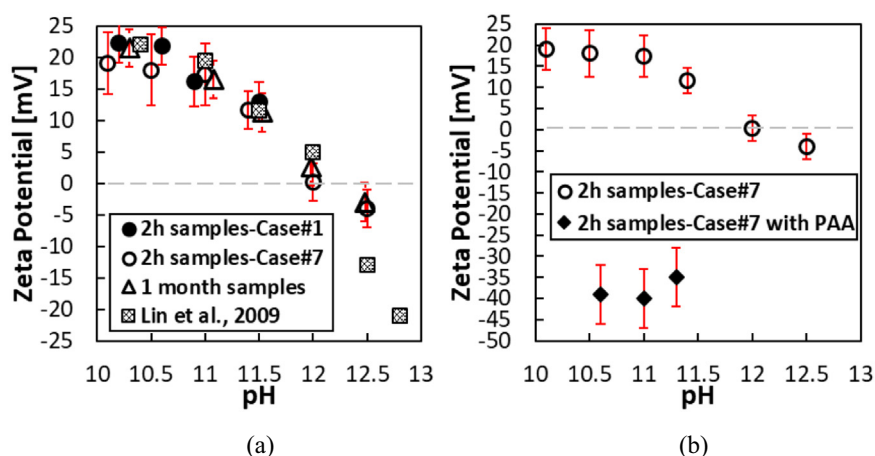 Zeta Potential [mV]
25
20
15
10
5
0
-5
-10
-15
-20
-25
2h samples-Case#1
2h samples-Case#7
1 month samples
Lin et al., 2009
10 10.5 11 11.5 12 12.5 13
pH
(a)
Zeta Potential [mV]
25
20
15
10
5
0
-5
-10
-15
-20
-25
-30
-35
-40
-45
-50
2h samples-Case#7
2h samples-Case#7 with PAA
10 10.5 11 11.5 12 12.5 13
pH
(b)